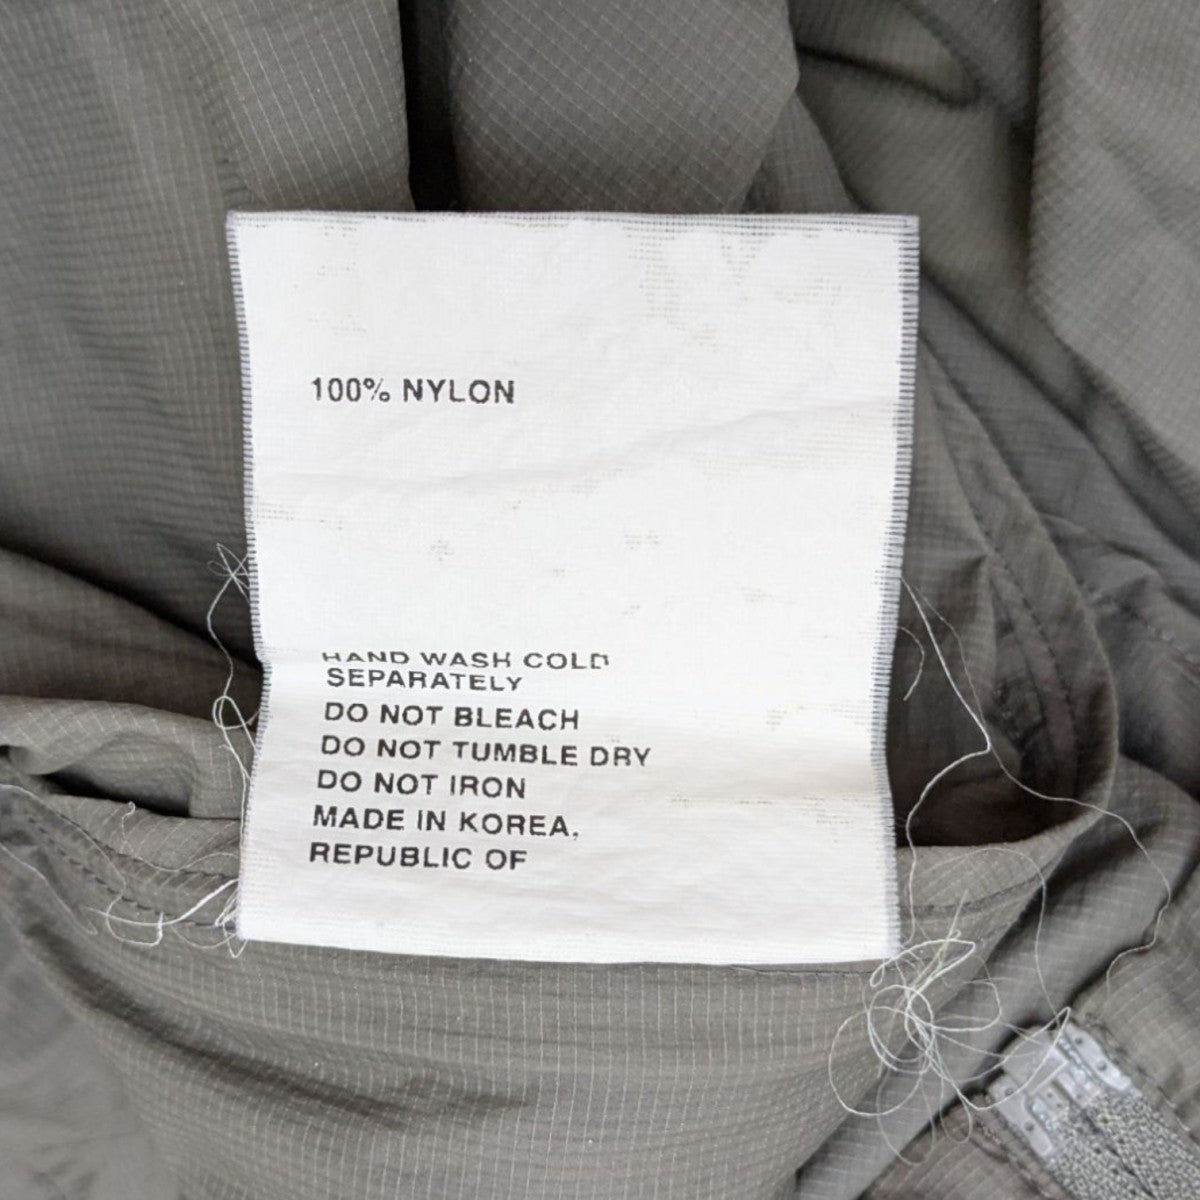 100% NYLON
HAND WASH COLD
SEPARATELY
DO NOT BLEACH
DO NOT TUMBLE DRY
DO NOT IRON
MADE IN KOREA,
REPUBLIC OF